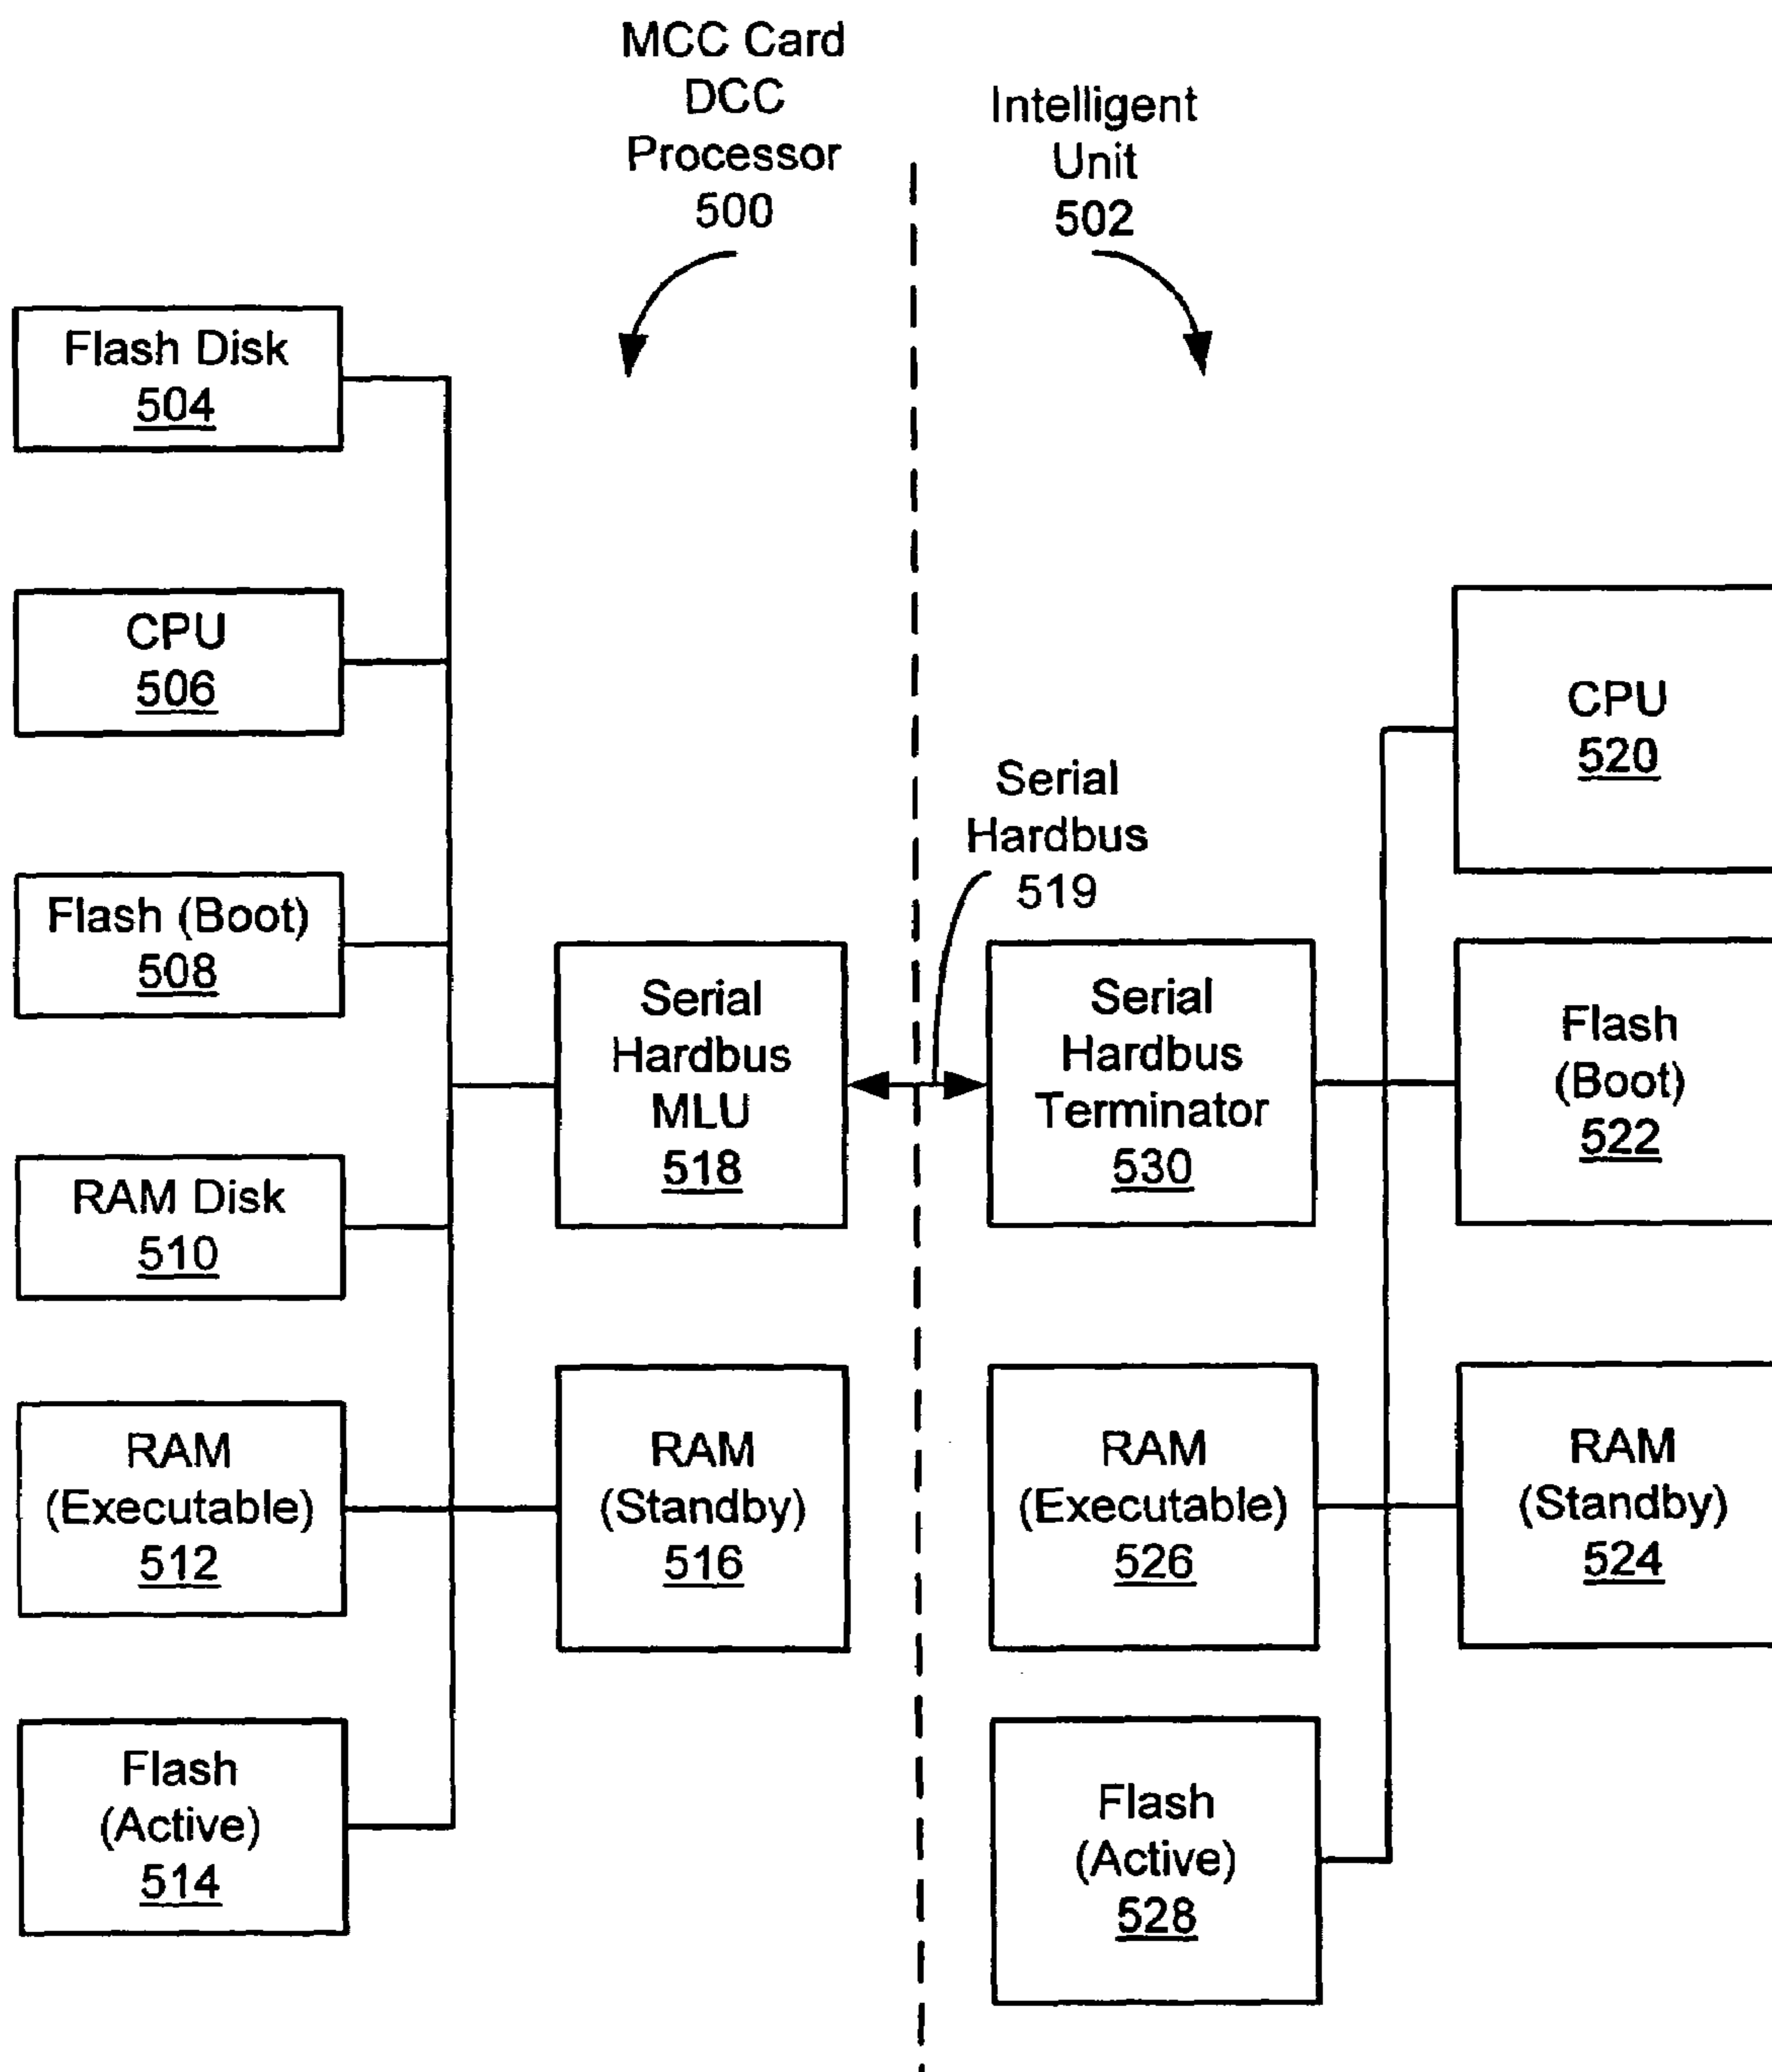 MCC Card
DCC
Processor
500
Intelligent
Unit
502
Flash Disk
504
CPU
506
Flash (Boot)
508
RAM Disk
510
RAM
(Executable)
512
Flash
(Active)
514
Serial
Hardbus
MLU
518
RAM
(Standby)
516
Serial
Hardbus
519
Serial
Hardbus
Terminator
530
RAM
(Executable)
526
Flash
(Active)
528
CPU
520
Flash
(Boot)
522
RAM
(Standby)
524